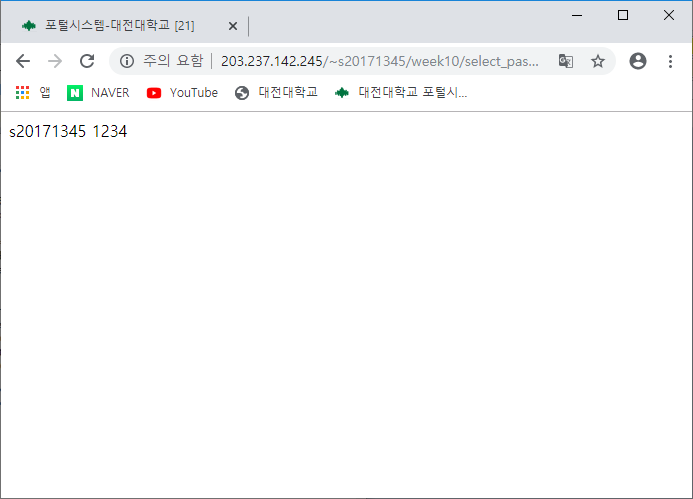 포털시스템-대전대학교 [21]
주의 요함 203.237.142.245/~s20171345/week10/select_pas...
앱 NAVER YouTube 대전대학교 대전대학교 포털시...
s20171345 1234